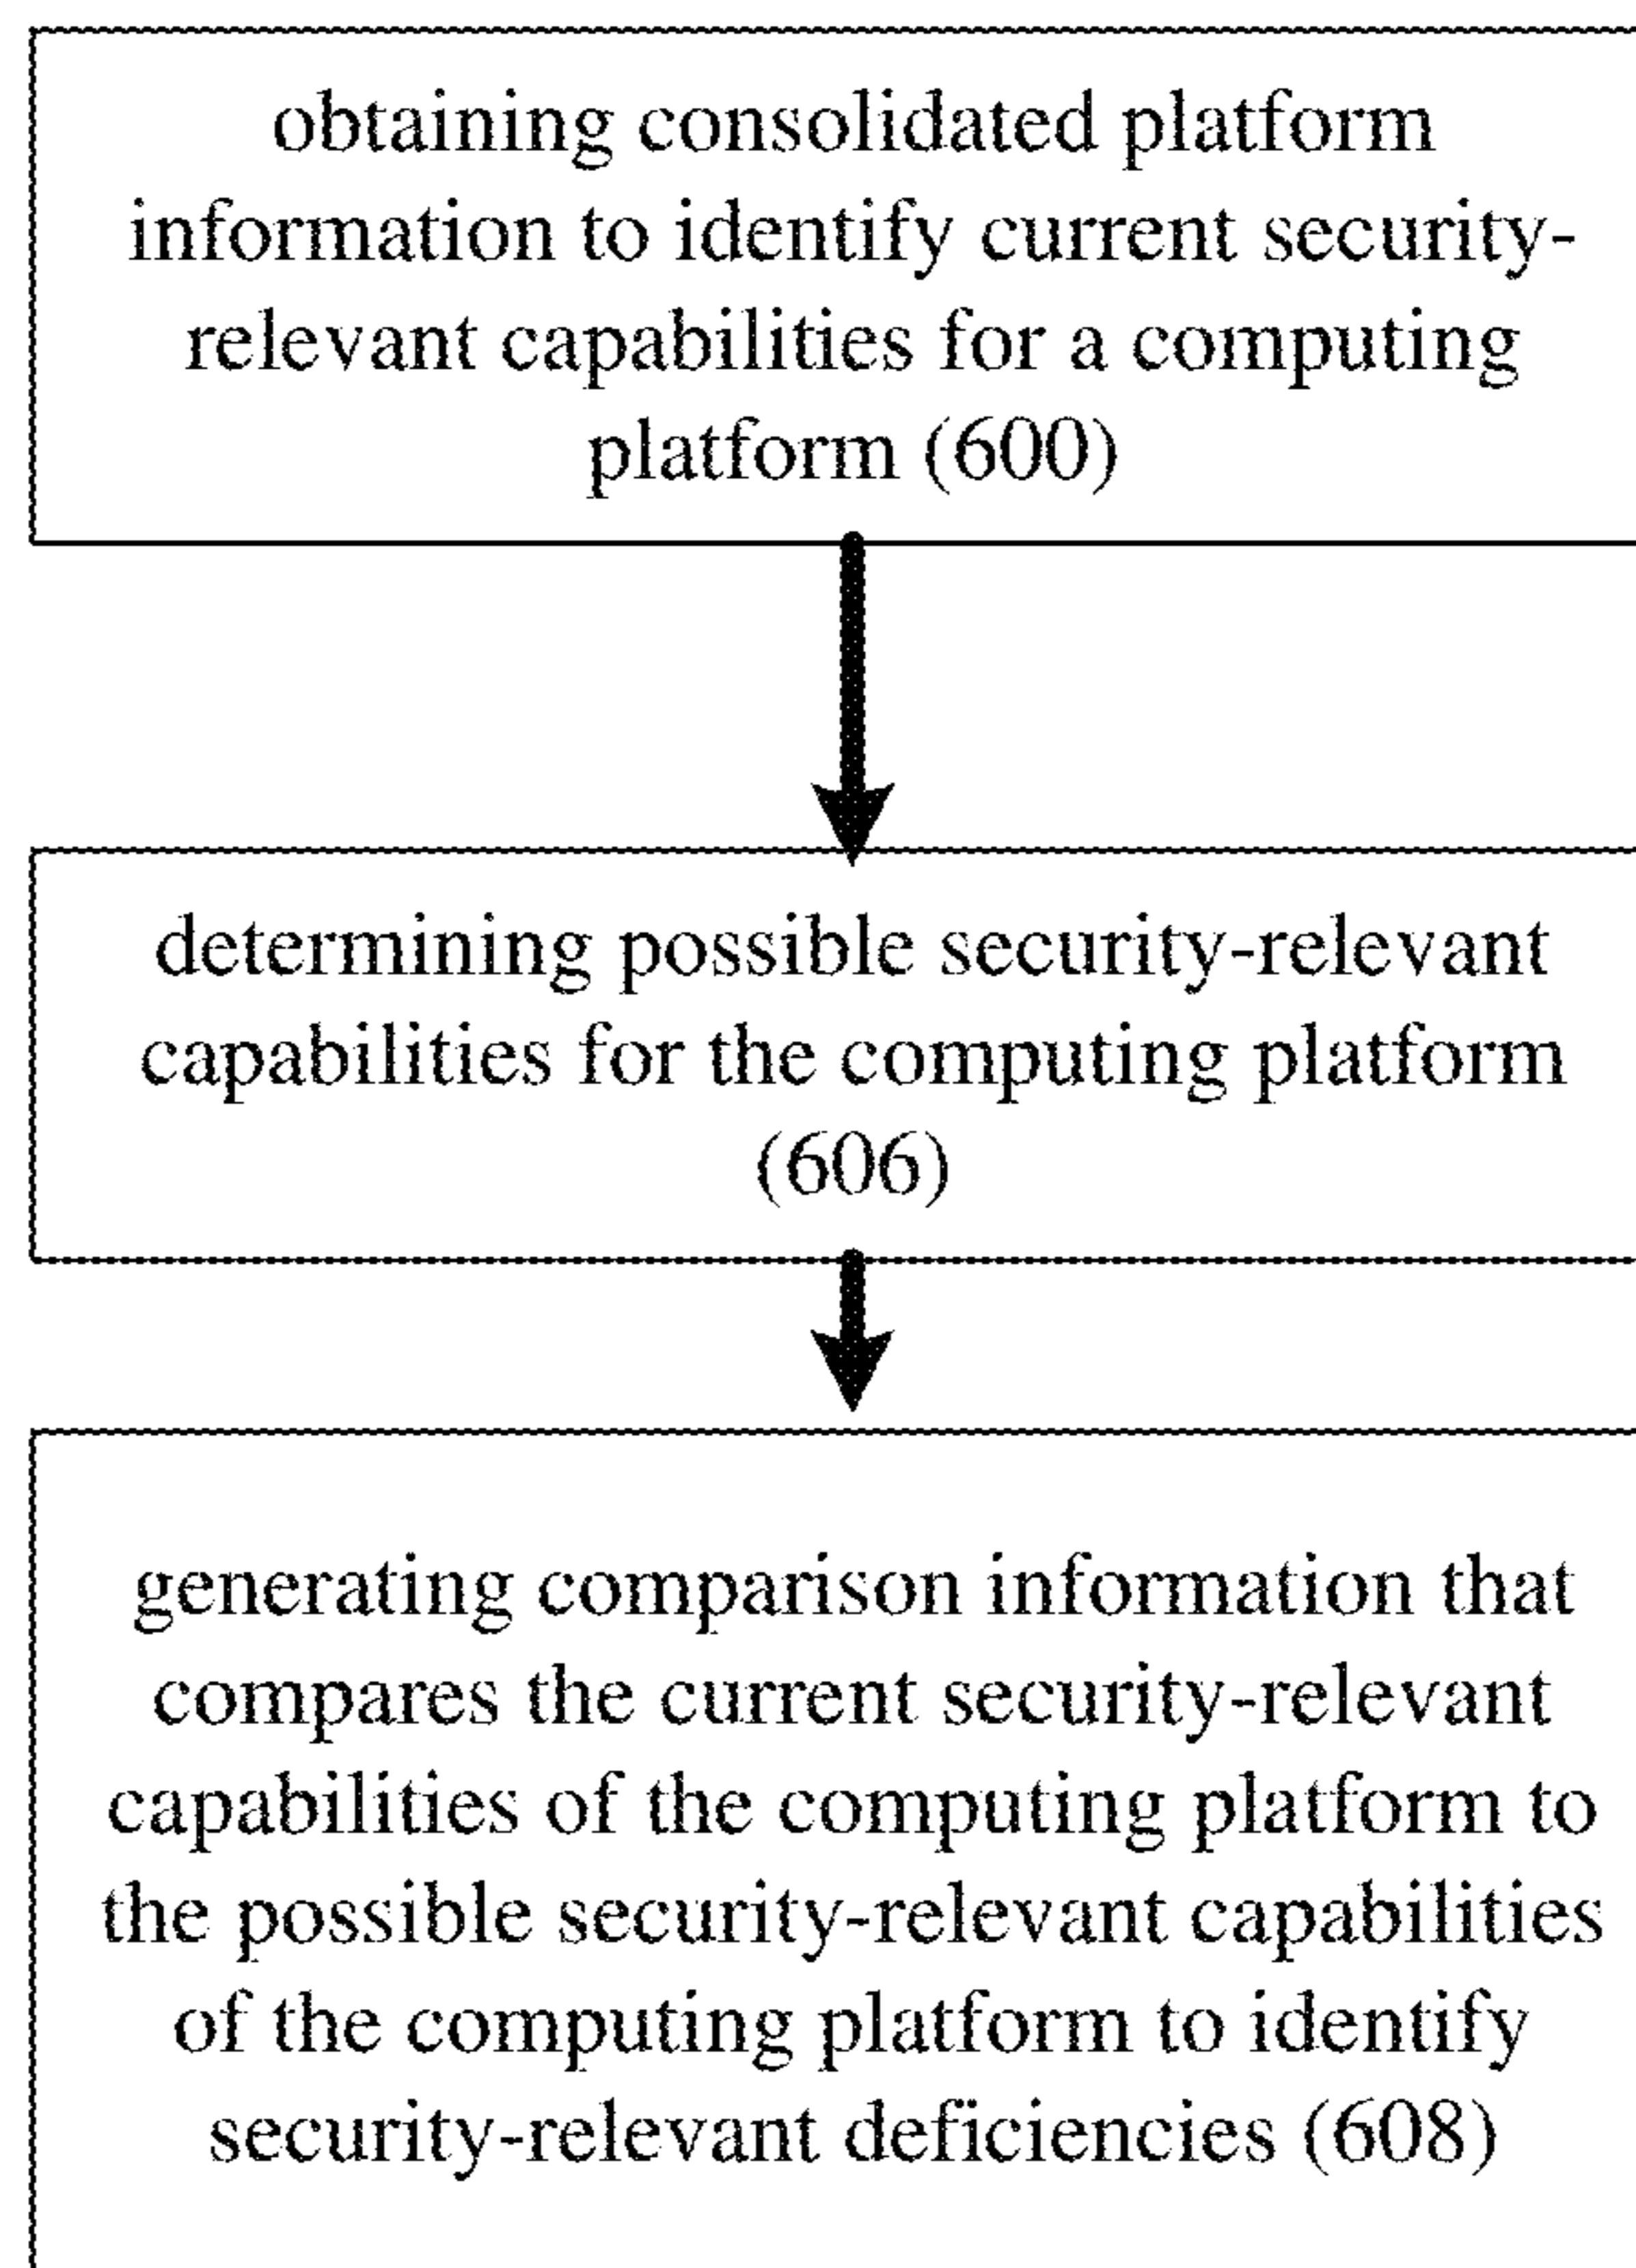 obtaining consolidated platform
information to identify current security-
relevant capabilities for a computing
platform (600)
determining possible security-relevant
capabilities for the computing platform
(606)
generating comparison information that
compares the current security-relevant
capabilities of the computing platform to
the possible security-relevant capabilities
of the computing platform to identify
security-relevant deficiencies (608)